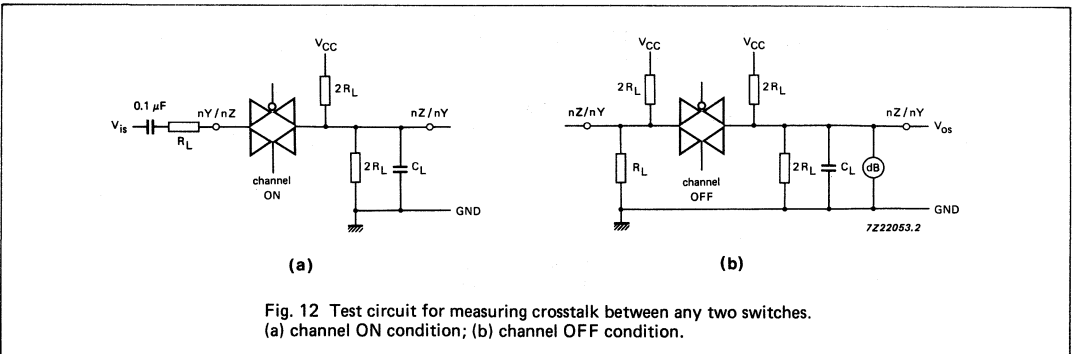 V_CC
2R_L
0.1 µF
nY/nZ
nZ/nY
V_is
R_L
2R_L
C_L
channel
ON
GND
(a)
V_CC
V_CC
2R_L
2R_L
nZ/nY
nZ/nY
V_os
R_L
channel
OFF
2R_L
C_L
dB
GND
7Z22053.2
(b)
Fig. 12 Test circuit for measuring crosstalk between any two switches.
(a) channel ON condition; (b) channel OFF condition.